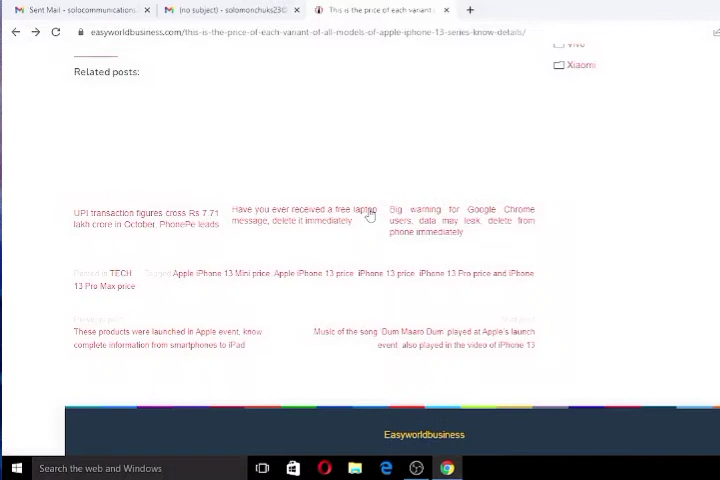 Sent Mail - solocommunications.
(no subject) - solomonchuks23@
This is the price of each variant
easyworldbusiness.com/this-is-the-price-of-each-variant-of-all-models-of-apple-iphone-13-series-know-details/
Vivo
Xiaomi
Related posts:
UPI transaction figures cross Rs 7.71
lakh crore in October, PhonePe leads
Have you ever received a free laptop
message, delete it immediately
Big warning for Google Chrome
users, data may leak, delete from
phone immediately
Posted in TECH Tagged Apple iPhone 13 Mini price, Apple iPhone 13 price, iPhone 13 price, iPhone 13 Pro price and iPhone
13 Pro Max price
These products were launched in Apple event, know
complete information from smartphones to iPad
Music of the song 'Dum Maaro Dum' played at Apple's launch
event, also played in the video of iPhone 13
Easyworldbusiness
Search the web and Windows